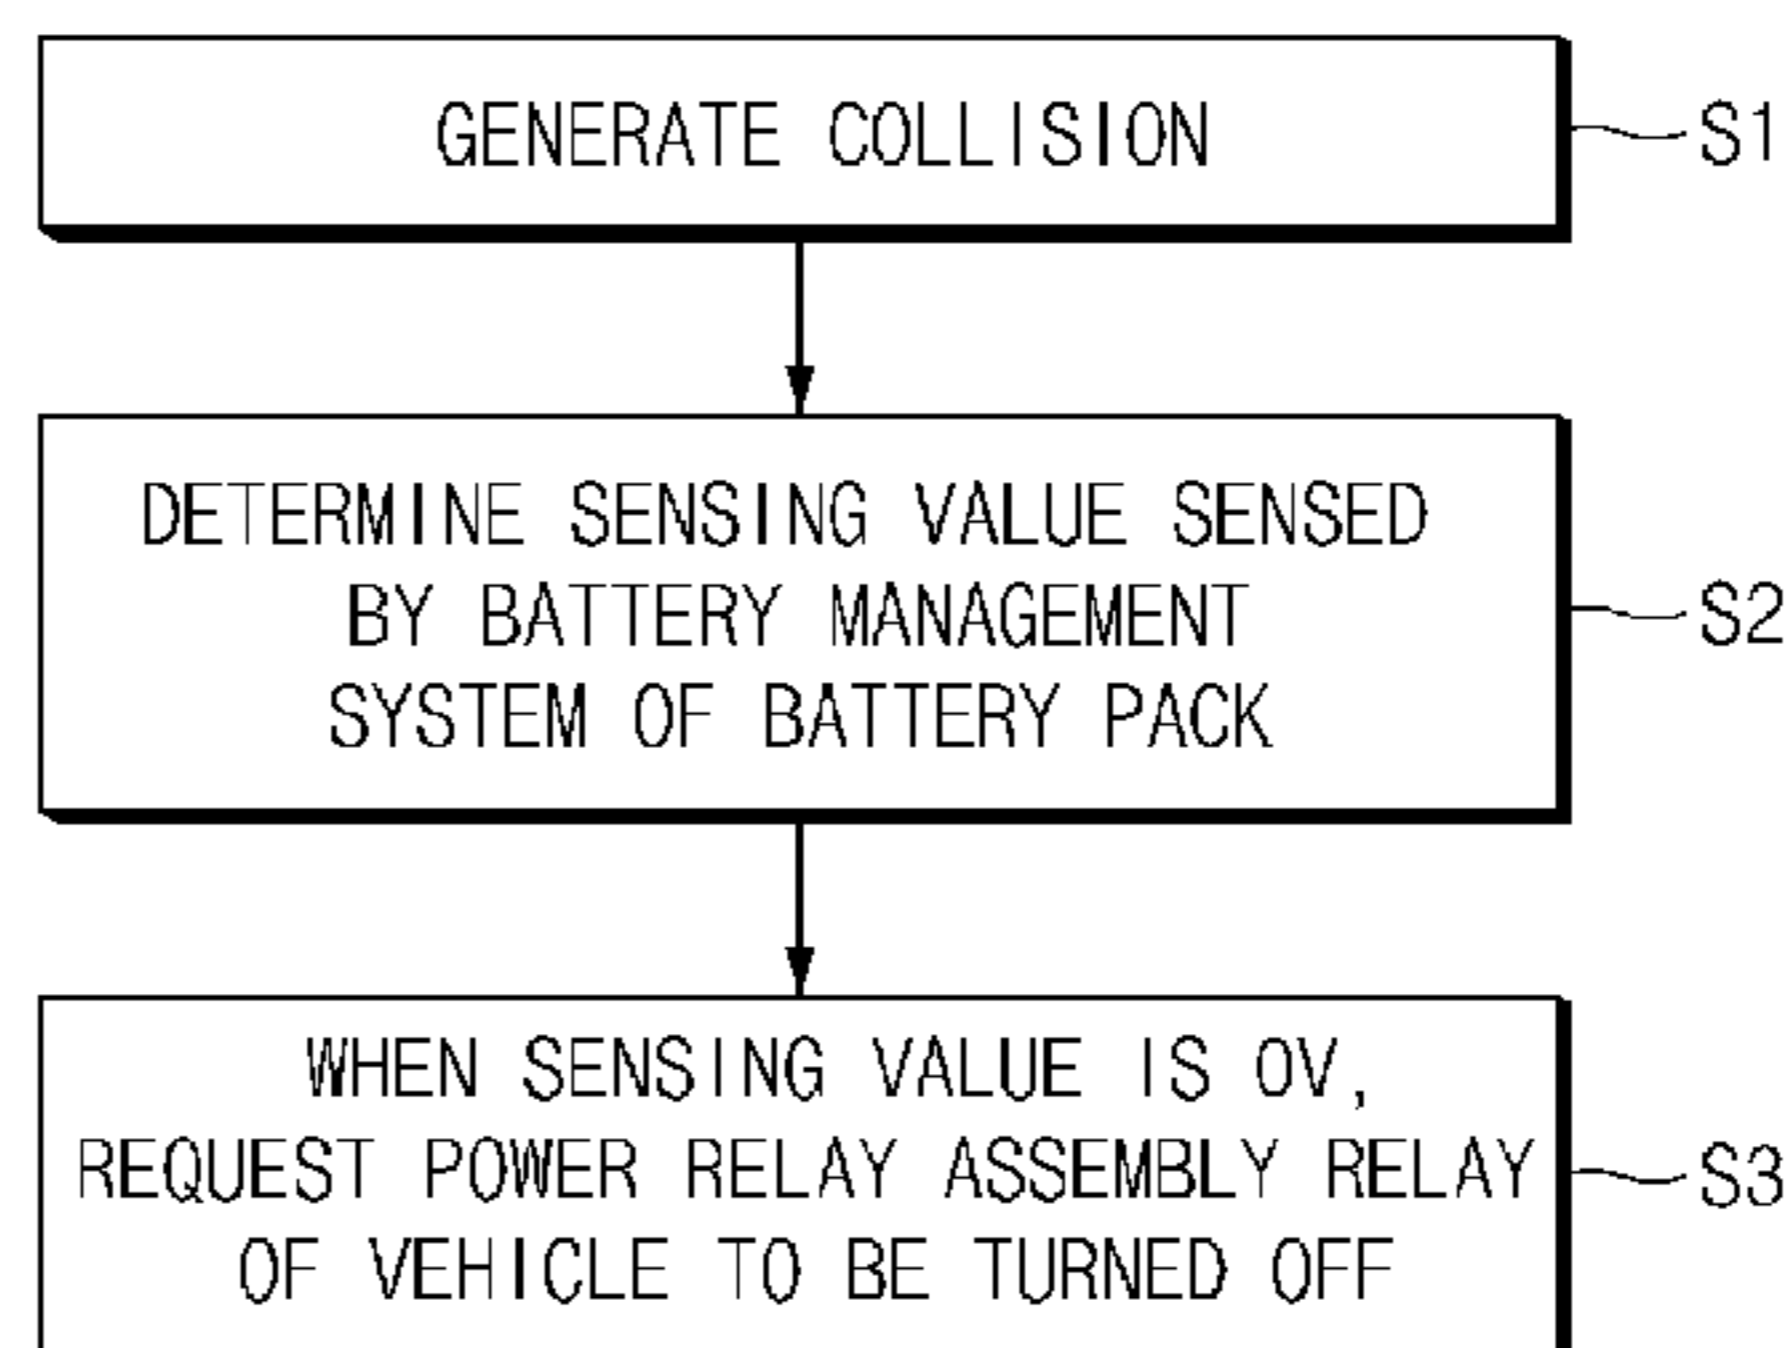 GENERATE COLLISION
S1
DETERMINE SENSING VALUE SENSED
BY BATTERY MANAGEMENT
SYSTEM OF BATTERY PACK
S2
WHEN SENSING VALUE IS 0V,
REQUEST POWER RELAY ASSEMBLY RELAY
OF VEHICLE TO BE TURNED OFF
S3